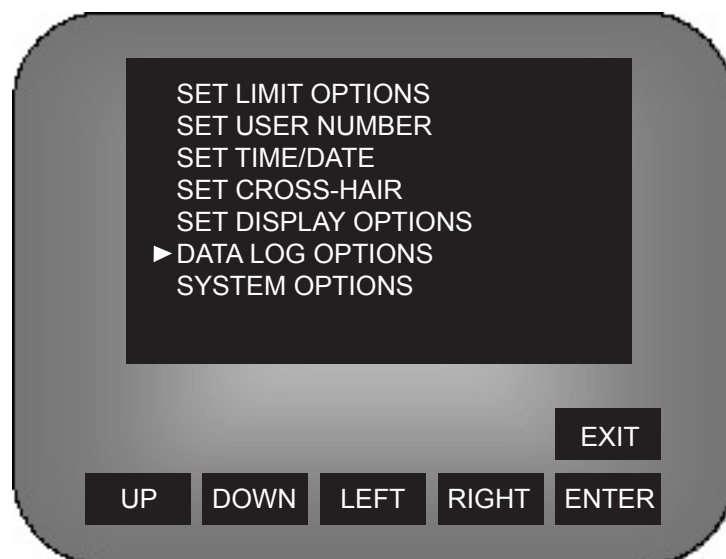 SET LIMIT OPTIONS
SET USER NUMBER
SET TIME/DATE
SET CROSS-HAIR
SET DISPLAY OPTIONS
►DATA LOG OPTIONS
SYSTEM OPTIONS
EXIT
UP DOWN LEFT RIGHT ENTER